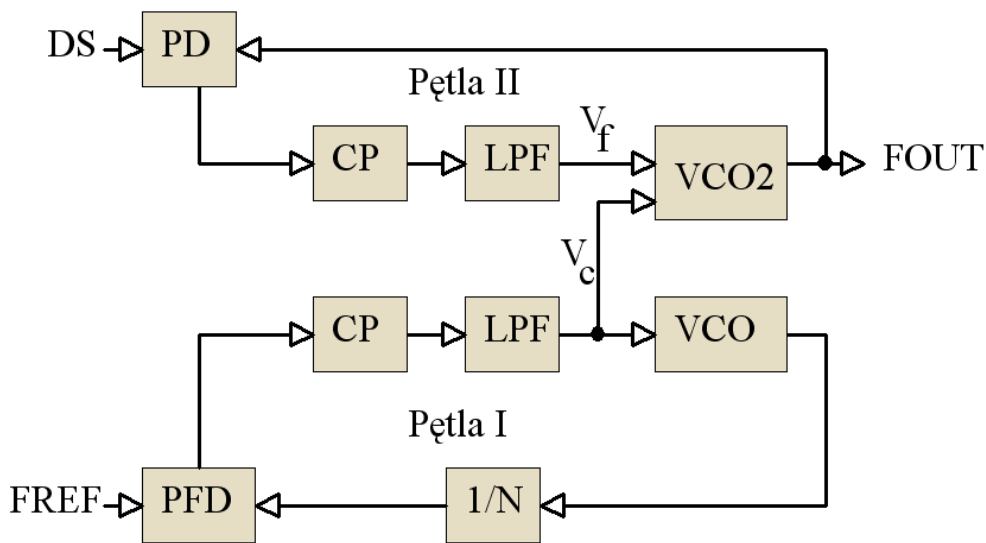 DS
PD
Pętla II
CP
LPF
Vf
VCO2
FOUT
Vc
CP
LPF
VCO
Pętla I
FREF
PFD
1/N